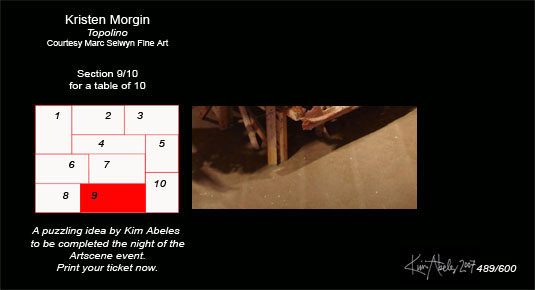 Kristen Morgin
Topolino
Courtesy Marc Selwyn Fine Art
Section 9/10
for a table of 10
1 2 3
4 5
6 7
8 9 10
A puzzling idea by Kim Abeles
to be completed the night of the
Artscene event.
Print your ticket now.
Kim Abeles 2007 489/600